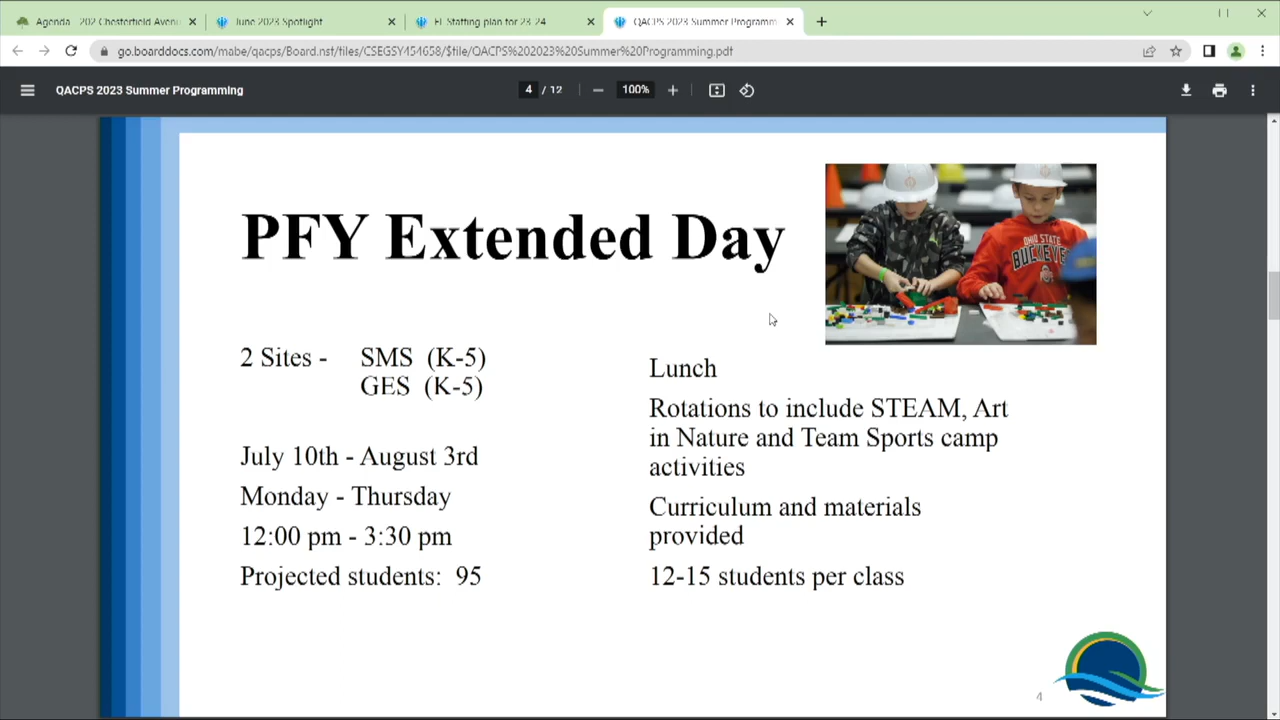 Agenda - 202 Chesterfield Avenu
June 2023 Spotlight
EL Staffing plan for 23-24
QACPS 2023 Summer Programm
go.boarddocs.com/mabe/qacps/Board.nsf/files/CSEGSY454658/$file/QACPS%202023%20Summer%20Programming.pdf
QACPS 2023 Summer Programming
4 / 12
100%
PFY Extended Day
OHIO STATE
BUCKEYE
2 Sites - SMS (K-5)
GES (K-5)
July 10th - August 3rd
Monday - Thursday
12:00 pm - 3:30 pm
Projected students: 95
Lunch
Rotations to include STEAM, Art
in Nature and Team Sports camp
activities
Curriculum and materials
provided
12-15 students per class
4